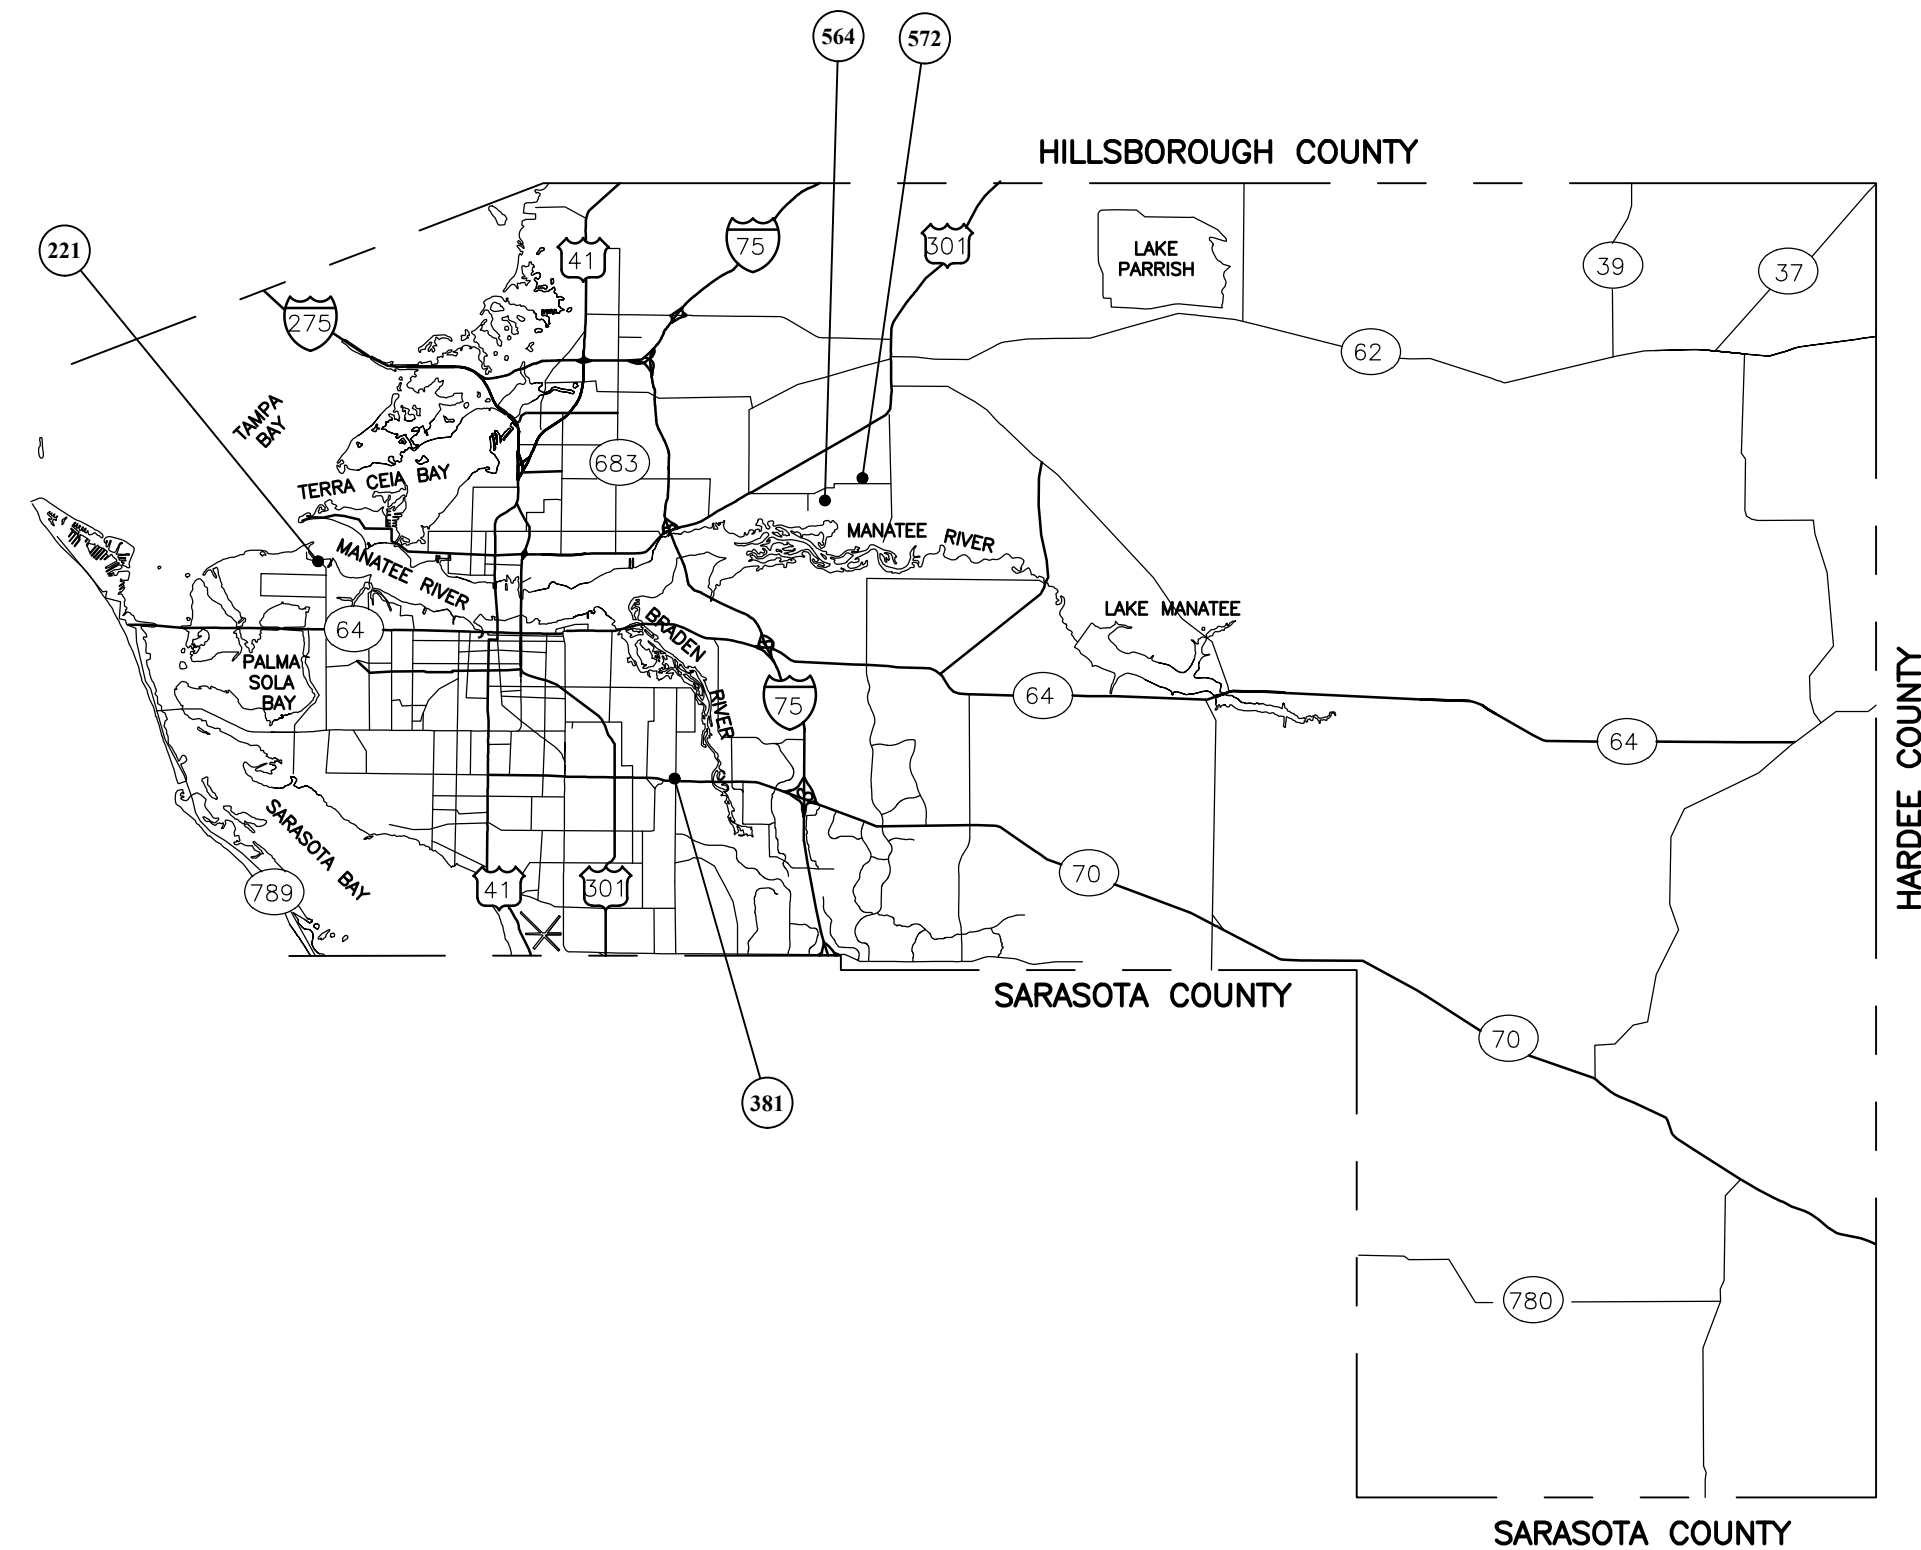 564
572
HILLSBOROUGH COUNTY
221
41
75
301
LAKE
PARRISH
39
37
275
62
TAMPA
BAY
683
TERRA CEIA BAY
MANATEE RIVER
MANATEE RIVER
LAKE MANATEE
BRADEN
RIVER
64
PALMA
SOLA
BAY
75
64
64
HARDEE COUNTY
SARASOTA BAY
789
41
301
70
SARASOTA COUNTY
70
381
780
SARASOTA COUNTY